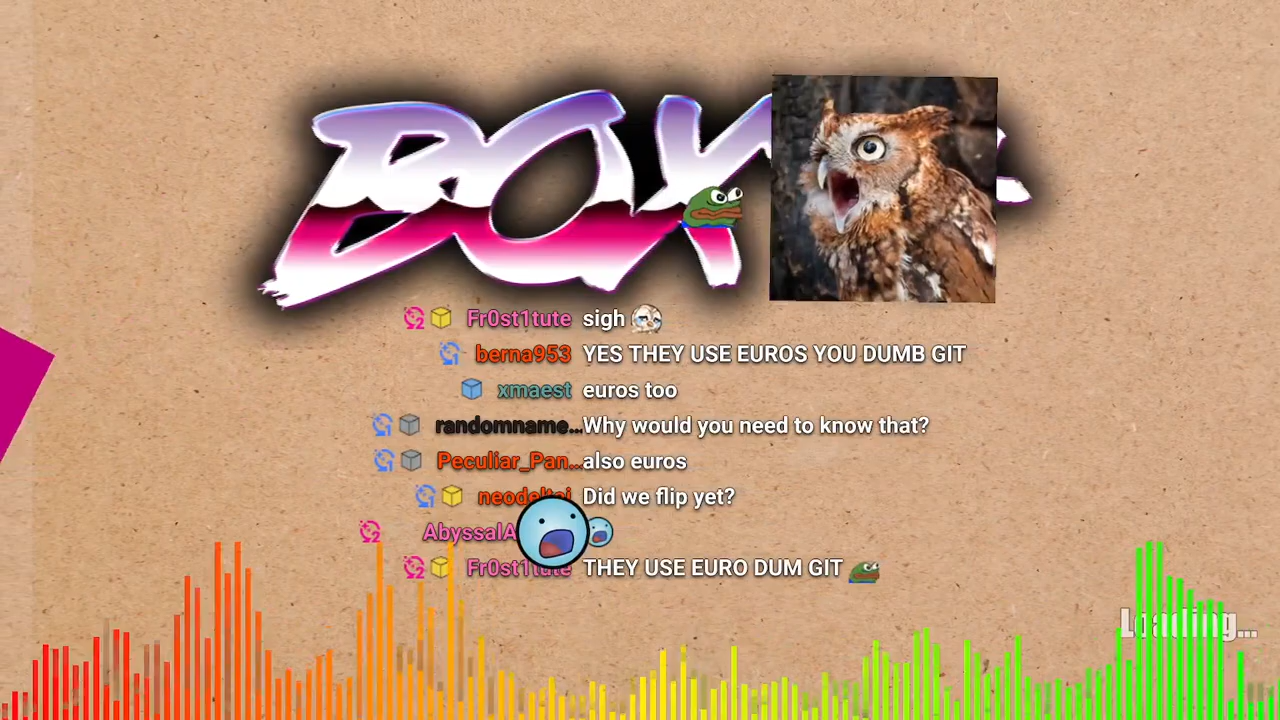 BOX
Fr0st1tute sigh
berna953 YES THEY USE EUROS YOU DUMB GIT
xmaest euros too
randomname... Why would you need to know that?
Peculiar_Pan... also euros
neodeltaj Did we flip yet?
AbyssalA
Fr0st1tute THEY USE EURO DUM GIT
Loading...